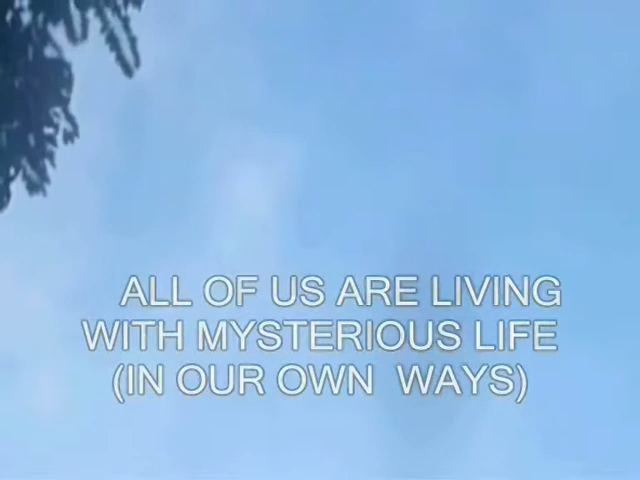 ALL OF US ARE LIVING
WITH MYSTERIOUS LIFE
(IN OUR OWN WAYS)